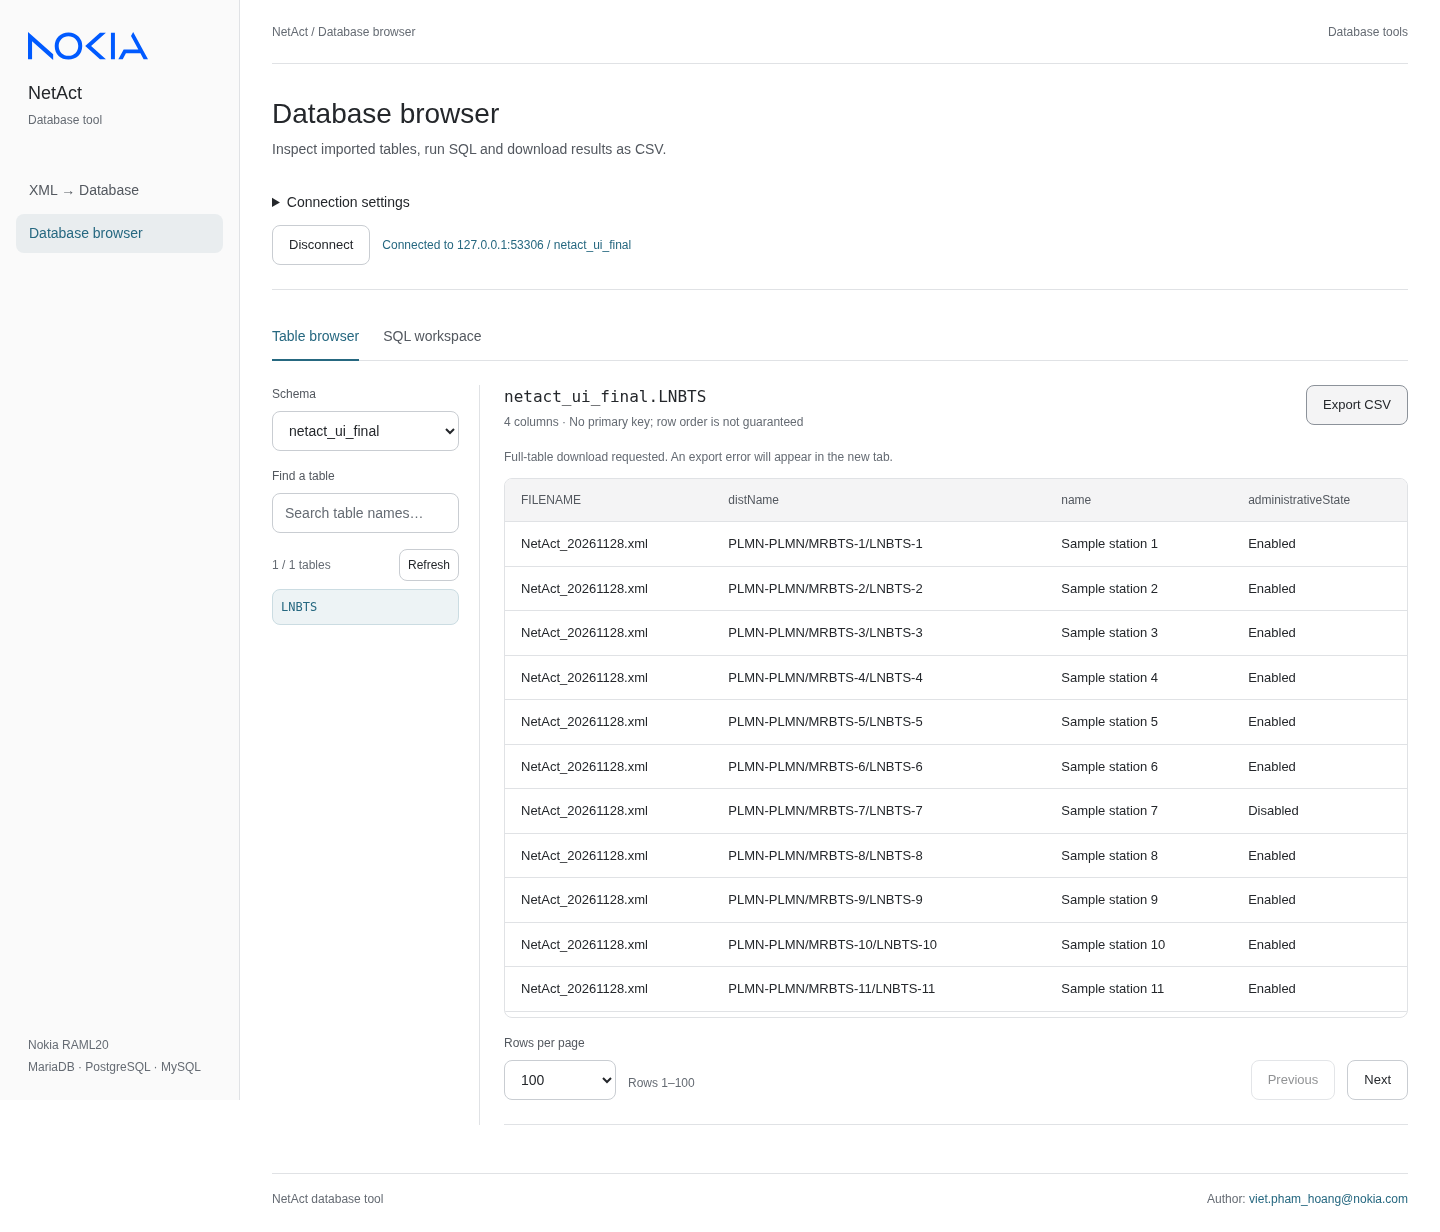 NOKIA
NetAct
Database tool
XML → Database
Database browser
Nokia RAML20
MariaDB · PostgreSQL · MySQL
NetAct / Database browser
Database tools
Database browser
Inspect imported tables, run SQL and download results as CSV.
▶ Connection settings
Disconnect
Connected to 127.0.0.1:53306 / netact_ui_final
Table browser
SQL workspace
Schema
netact_ui_final
Find a table
Search table names…
1 / 1 tables
Refresh
LNBTS
netact_ui_final.LNBTS
4 columns · No primary key; row order is not guaranteed
Export CSV
Full-table download requested. An export error will appear in the new tab.
FILENAME distName name administrativeState
NetAct_20261128.xml PLMN-PLMN/MRBTS-1/LNBTS-1 Sample station 1 Enabled
NetAct_20261128.xml PLMN-PLMN/MRBTS-2/LNBTS-2 Sample station 2 Enabled
NetAct_20261128.xml PLMN-PLMN/MRBTS-3/LNBTS-3 Sample station 3 Enabled
NetAct_20261128.xml PLMN-PLMN/MRBTS-4/LNBTS-4 Sample station 4 Enabled
NetAct_20261128.xml PLMN-PLMN/MRBTS-5/LNBTS-5 Sample station 5 Enabled
NetAct_20261128.xml PLMN-PLMN/MRBTS-6/LNBTS-6 Sample station 6 Enabled
NetAct_20261128.xml PLMN-PLMN/MRBTS-7/LNBTS-7 Sample station 7 Disabled
NetAct_20261128.xml PLMN-PLMN/MRBTS-8/LNBTS-8 Sample station 8 Enabled
NetAct_20261128.xml PLMN-PLMN/MRBTS-9/LNBTS-9 Sample station 9 Enabled
NetAct_20261128.xml PLMN-PLMN/MRBTS-10/LNBTS-10 Sample station 10 Enabled
NetAct_20261128.xml PLMN-PLMN/MRBTS-11/LNBTS-11 Sample station 11 Enabled
Rows per page
100
Rows 1–100
Previous
Next
NetAct database tool
Author: viet.pham_hoang@nokia.com